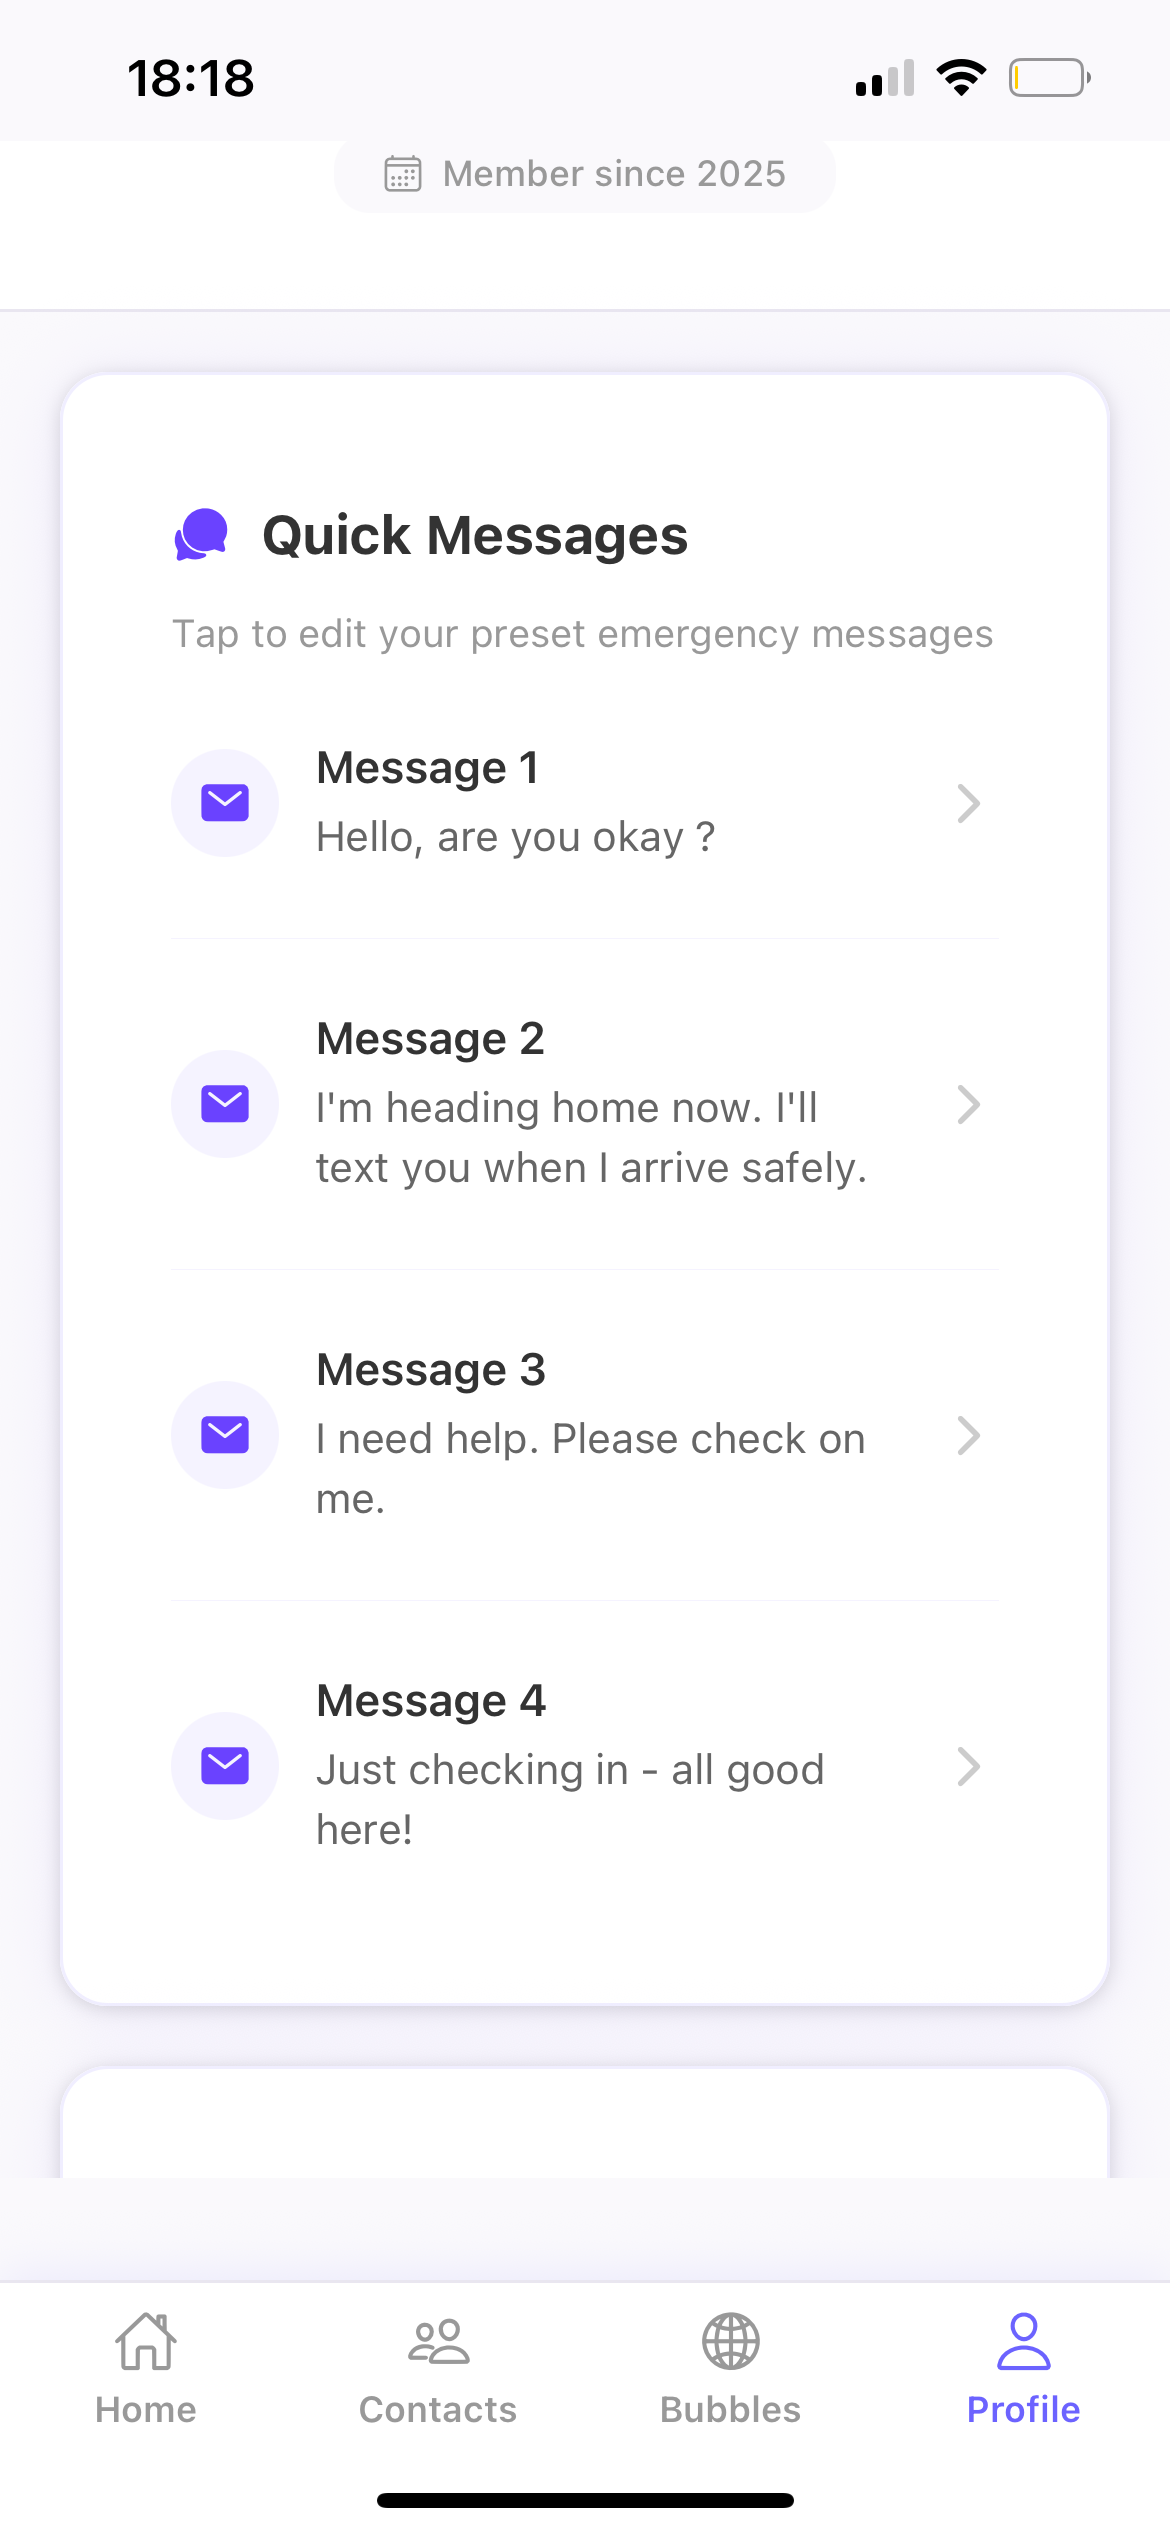 18:18
Member since 2025
Quick Messages
Tap to edit your preset emergency messages
Message 1
Hello, are you okay ?
Message 2
I'm heading home now. I'll
text you when I arrive safely.
Message 3
I need help. Please check on
me.
Message 4
Just checking in - all good
here!
Home
Contacts
Bubbles
Profile